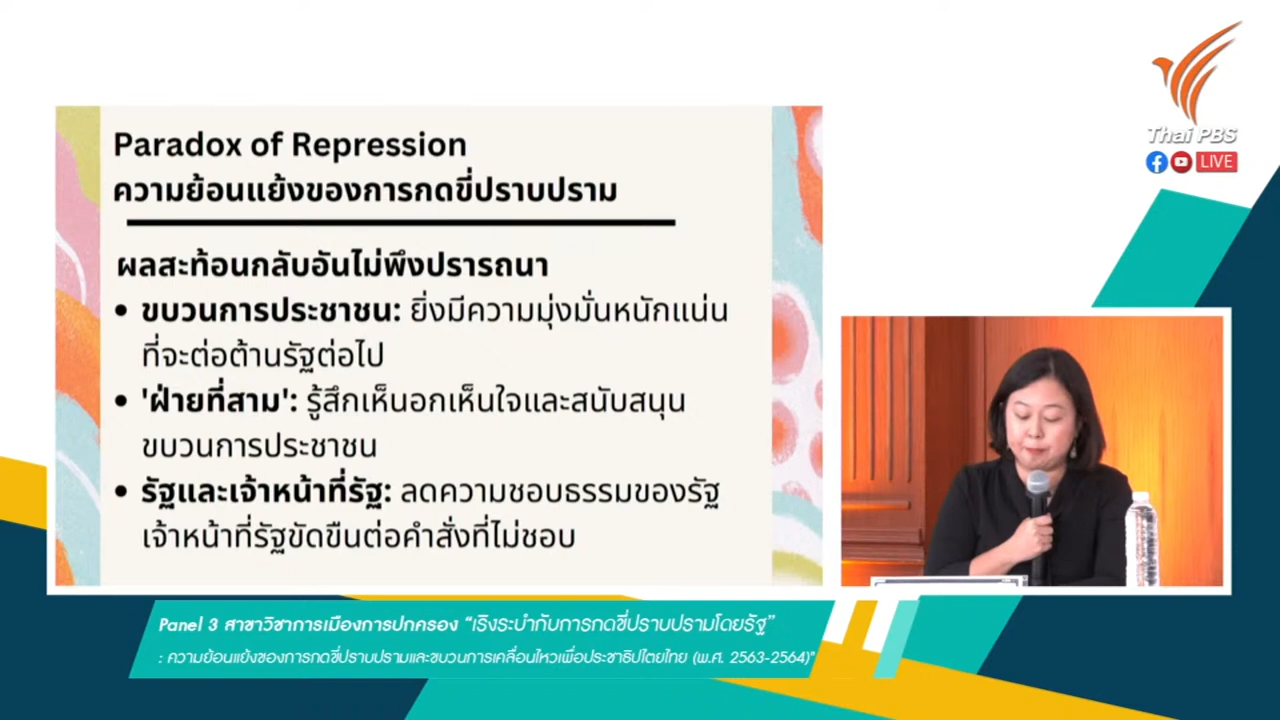 Thai PBS
LIVE
Paradox of Repression
ความย้อนแย้งของการกดขี่ปราบปราม
ผลสะท้อนกลับอันไม่พึงปรารถนา
• ขบวนการประชาชน: ยิ่งมีความมุ่งมั่นหนักแน่น
ที่จะต่อต้านรัฐต่อไป
• 'ฝ่ายที่สาม': รู้สึกเห็นอกเห็นใจและสนับสนุน
ขบวนการประชาชน
• รัฐและเจ้าหน้าที่รัฐ: ลดความชอบธรรมของรัฐ
เจ้าหน้าที่รัฐขัดขืนต่อคำสั่งที่ไม่ชอบ
Panel 3 สาขาวิชาการเมืองการปกครอง “เริงระบำกับการกดขี่ปราบปรามโดยรัฐ”
: ความย้อนแย้งของการกดขี่ปราบปรามและขบวนการเคลื่อนไหวเพื่อประชาธิปไตยไทย (พ.ศ. 2563-2564)"